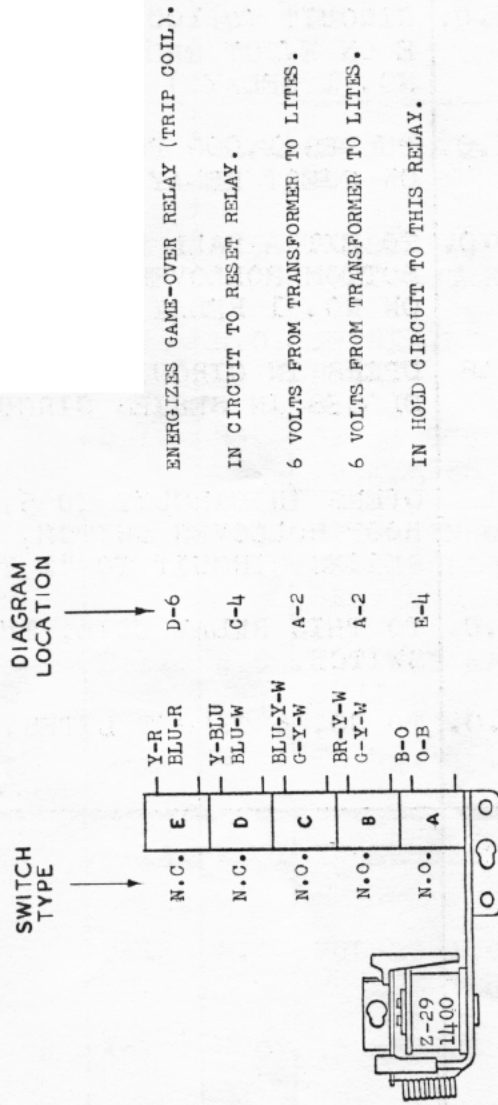 SWITCH TYPE
DIAGRAM LOCATION
N.C. E Y-R BLU-R D-6 ENERGIZES GAME-OVER RELAY (TRIP COIL).
N.C. D Y-BLU BLU-W C-4 IN CIRCUIT TO RESET RELAY.
N.O. C BLU-Y-W G-Y-W A-2 6 VOLTS FROM TRANSFORMER TO LITES.
N.O. B BR-Y-W G-Y-W A-2 6 VOLTS FROM TRANSFORMER TO LITES.
N.O. A B-O O-B E-4 IN HOLD CIRCUIT TO THIS RELAY.
Z-29
1400